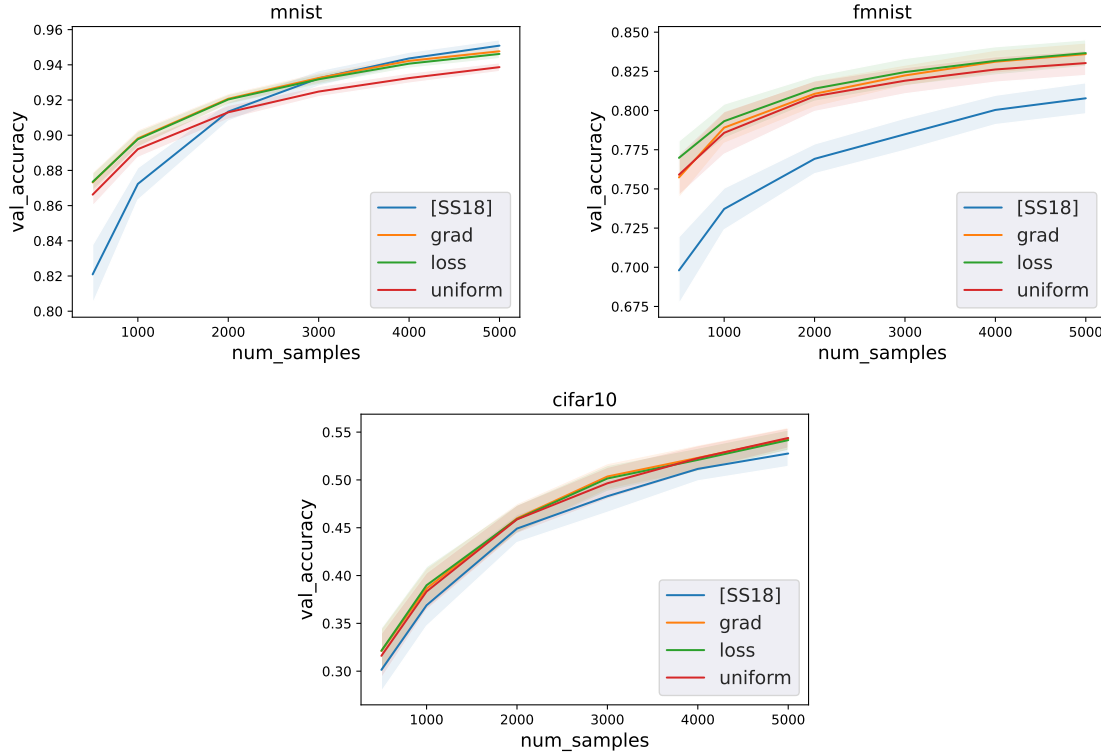 mnist
val_accuracy
0.96
0.94
0.92
0.90
0.88
0.86
0.84
0.82
0.80
[SS18]
grad
loss
uniform
1000 2000 3000 4000 5000
num_samples
fmnist
val_accuracy
0.850
0.825
0.800
0.775
0.750
0.725
0.700
0.675
[SS18]
grad
loss
uniform
1000 2000 3000 4000 5000
num_samples
cifar10
val_accuracy
0.55
0.50
0.45
0.40
0.35
0.30
[SS18]
grad
loss
uniform
1000 2000 3000 4000 5000
num_samples